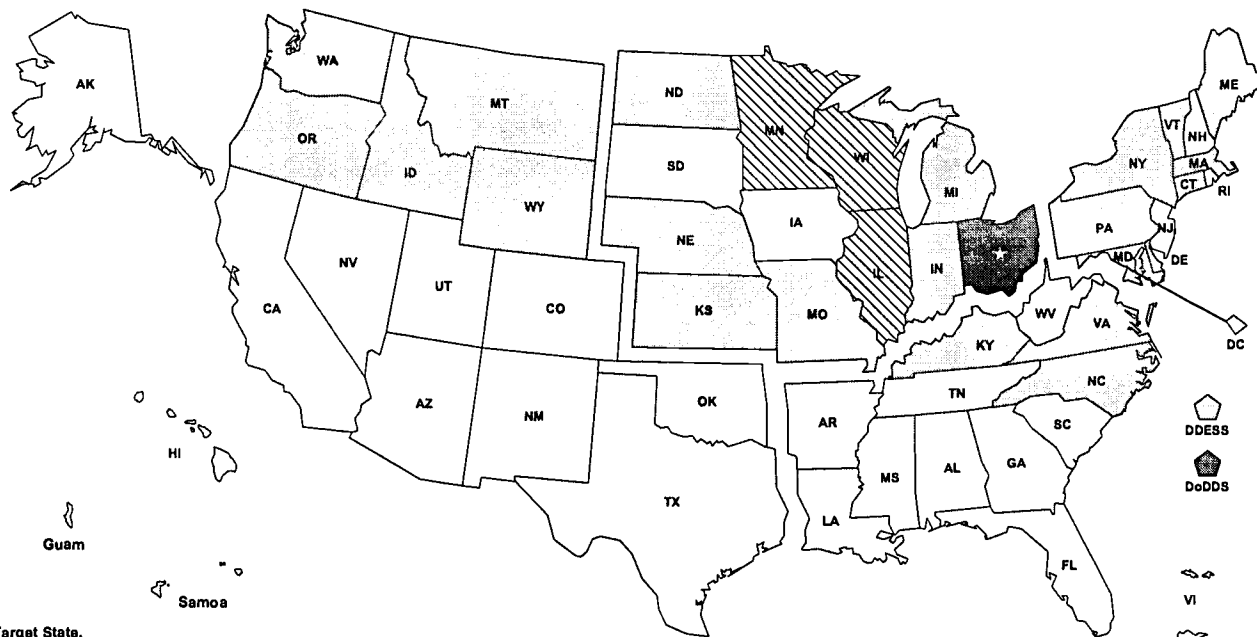 AK
WA
MT
ND
MN
ME
VT
NH
OR
ID
SD
WI
NY
MA
CT
RI
WY
MI
IA
PA
NJ
NE
IN
MD
DE
NV
UT
CO
IL
CA
KS
MO
WV
VA
DC
KY
NC
TN
AZ
NM
OK
AR
SC
DDESS
HI
MS
AL
GA
DoDDS
TX
LA
Guam
FL
Samoa
VI
Target State.